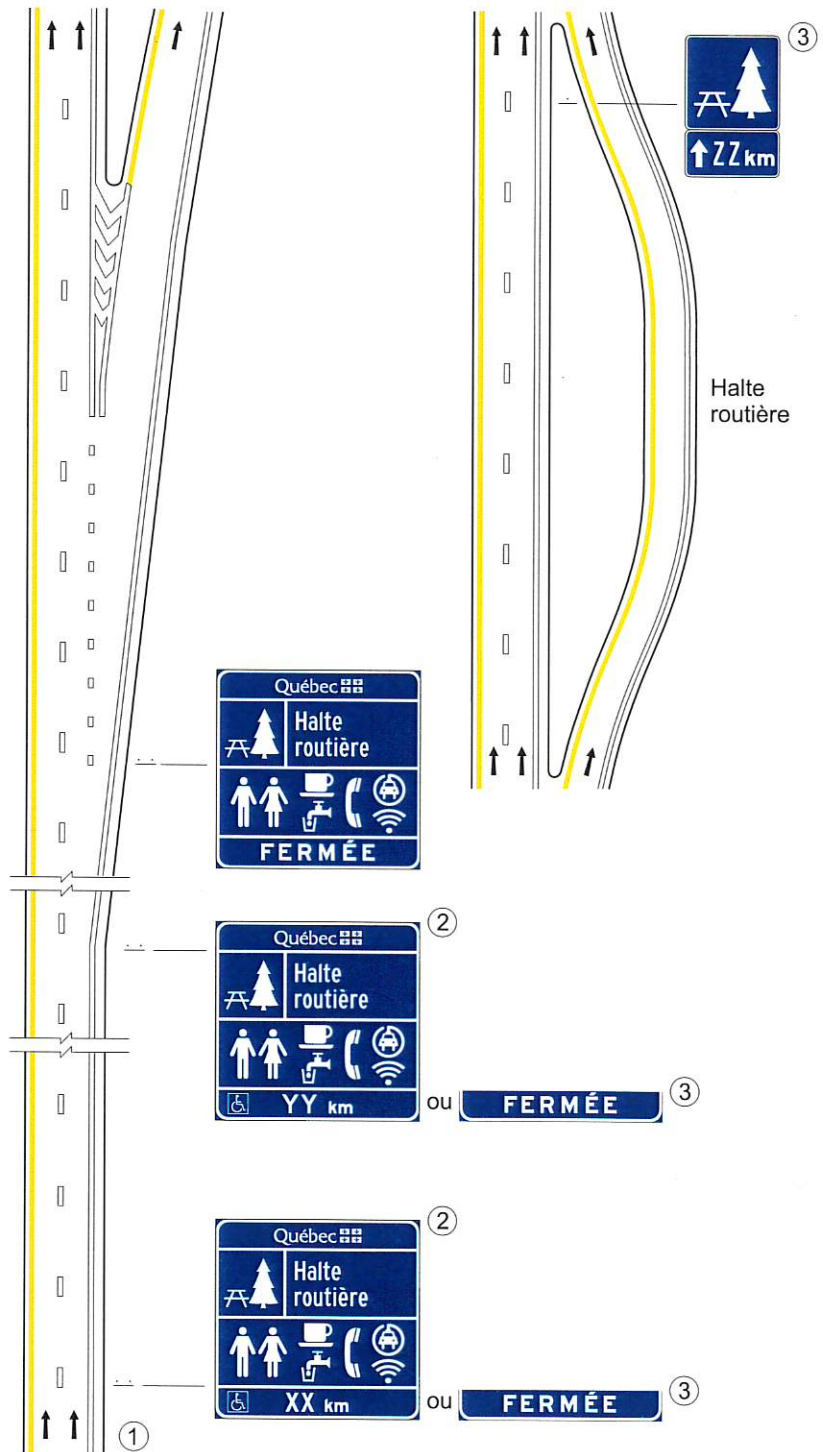 ③
ZZ km
Halte
routière
Québec
Halte
routière
FERMÉE
②
Québec
Halte
routière
YY km
ou
FERMÉE
③
②
Québec
Halte
routière
XX km
ou
FERMÉE
③
①